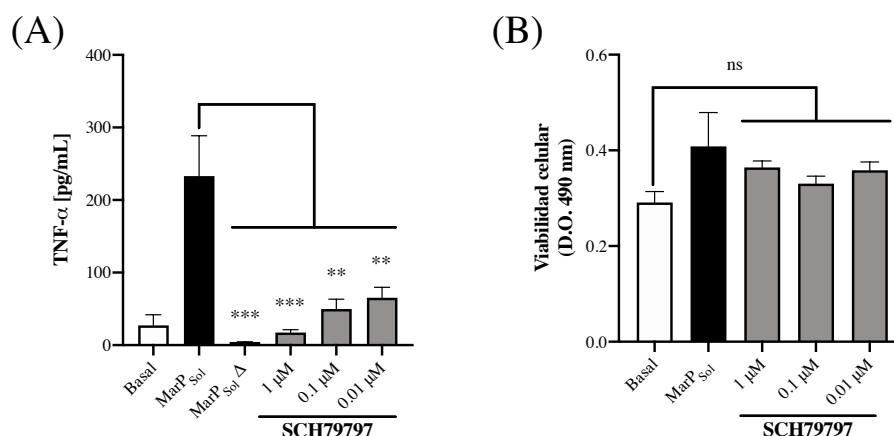 (A)
TNF-α [pg/mL]
400
300
200
100
0
***
***
**
**
Basal
MarP Sol
MarP Sol Δ
1 μM
0.1 μM
0.01 μM
SCH79797
(B)
Viabilidad celular
(D.O. 490 nm)
0.6
0.4
0.2
0.0
ns
Basal
MarP Sol
1 μM
0.1 μM
0.01 μM
SCH79797